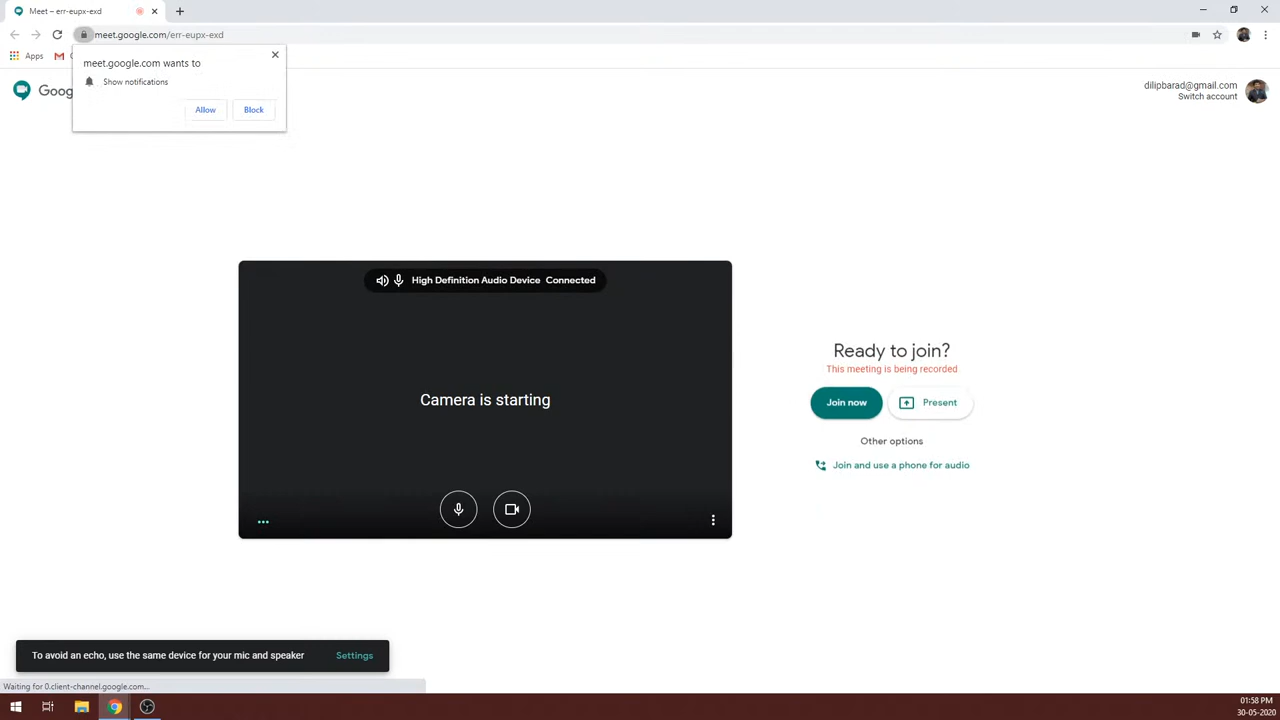 Meet – err-eupx-exd
meet.google.com/err-eupx-exd
Apps
meet.google.com wants to
Show notifications
Allow
Block
dilipbarad@gmail.com
Switch account
High Definition Audio Device Connected
Camera is starting
Ready to join?
This meeting is being recorded
Join now
Present
Other options
Join and use a phone for audio
To avoid an echo, use the same device for your mic and speaker
Settings
Waiting for 0.client-channel.google.com...
01:58 PM
30-05-2020